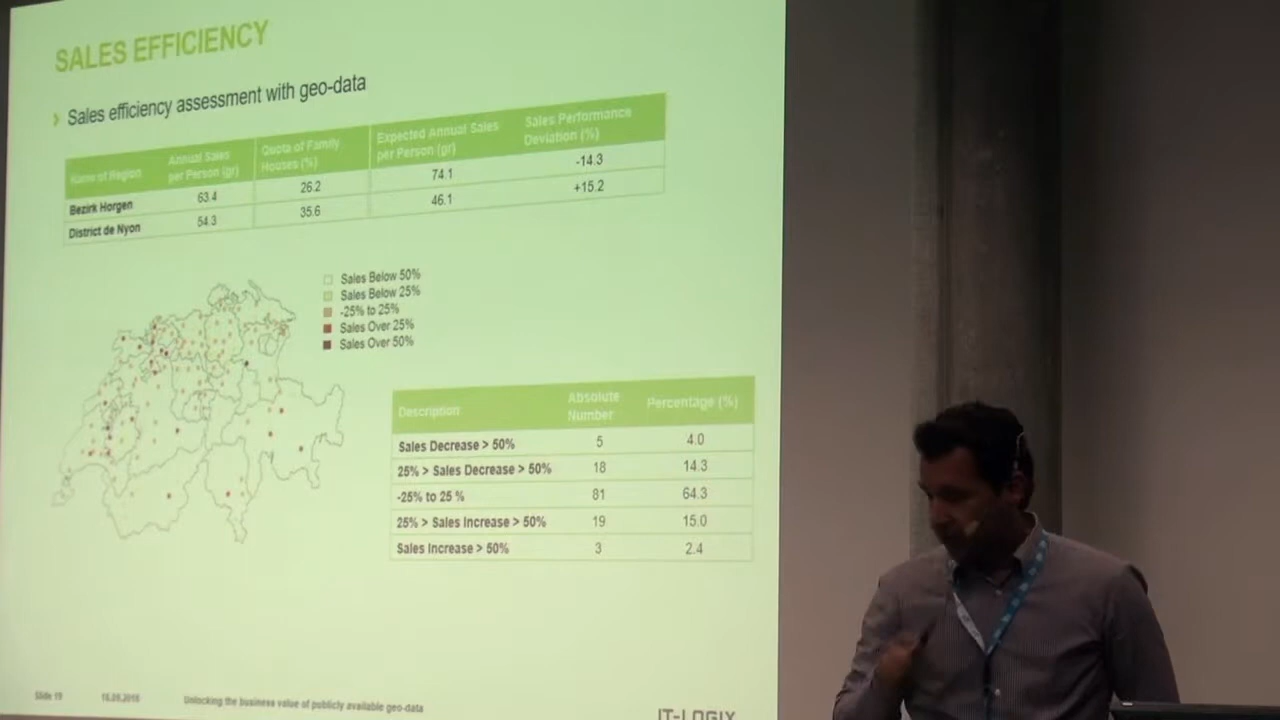 SALES EFFICIENCY
› Sales efficiency assessment with geo-data
Name of Region Annual Sales per Person (gr) Quota of Family Houses (%) Expected Annual Sales per Person (gr) Sales Performance Deviation (%)
Bezirk Horgen 63.4 26.2 74.1 -14.3
District de Nyon 54.3 35.6 46.1 +15.2
Sales Below 50%
Sales Below 25%
-25% to 25%
Sales Over 25%
Sales Over 50%
Description Absolute Number Percentage (%)
Sales Decrease > 50% 5 4.0
25% > Sales Decrease > 50% 18 14.3
-25% to 25 % 81 64.3
25% > Sales Increase > 50% 19 15.0
Sales Increase > 50% 3 2.4
Slide 19
Unlocking the business value of publicly available geo-data
IT-LOGIX